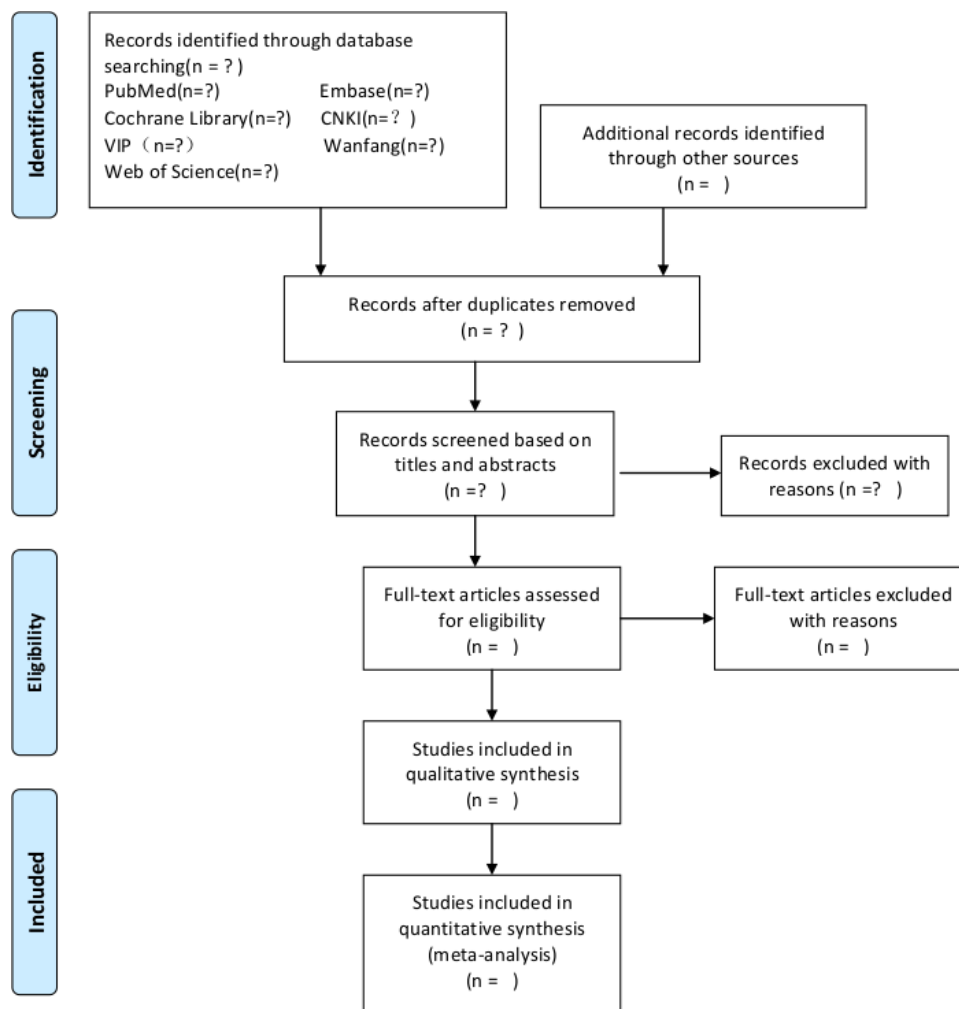 Identification
Records identified through database
searching(n = ? )
PubMed(n=?) Embase(n=?)
Cochrane Library(n=?) CNKI(n=？)
VIP（n=?） Wanfang(n=?)
Web of Science(n=?)
Additional records identified
through other sources
(n = )
Records after duplicates removed
(n = ? )
Screening
Records screened based on
titles and abstracts
(n =? )
Records excluded with
reasons (n =? )
Eligibility
Full-text articles assessed
for eligibility
(n = )
Full-text articles excluded
with reasons
(n = )
Studies included in
qualitative synthesis
(n = )
Included
Studies included in
quantitative synthesis
(meta-analysis)
(n = )